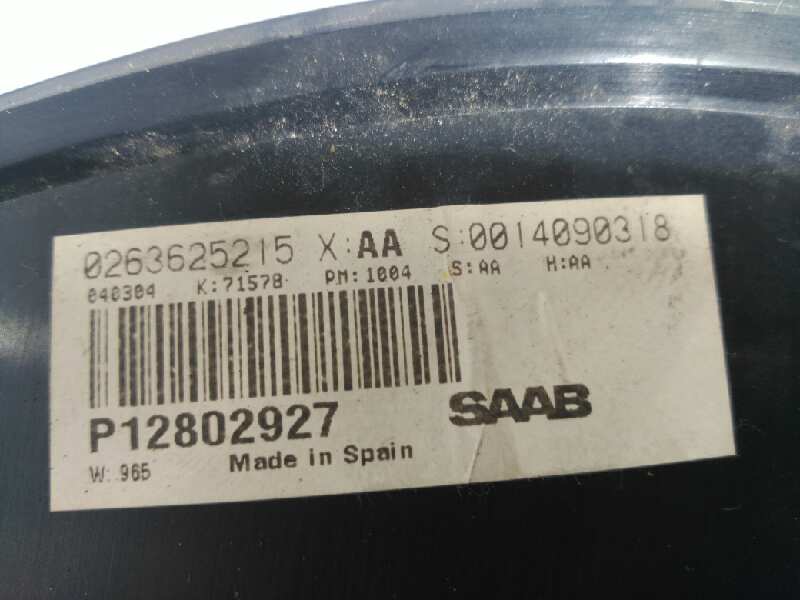 0263625215 X:AA S:0014090318
040304 K:71578 PM:1004 S:AA H:AA
P12802927 SAAB
W: 965 Made in Spain